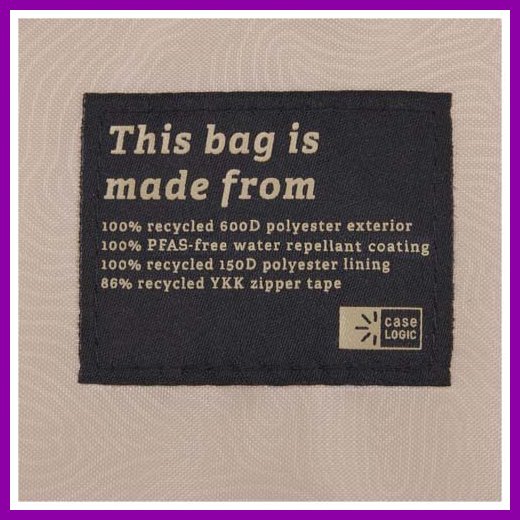 This bag is
made from
100% recycled 600D polyester exterior
100% PFAS-free water repellant coating
100% recycled 150D polyester lining
86% recycled YKK zipper tape
case
LOGIC